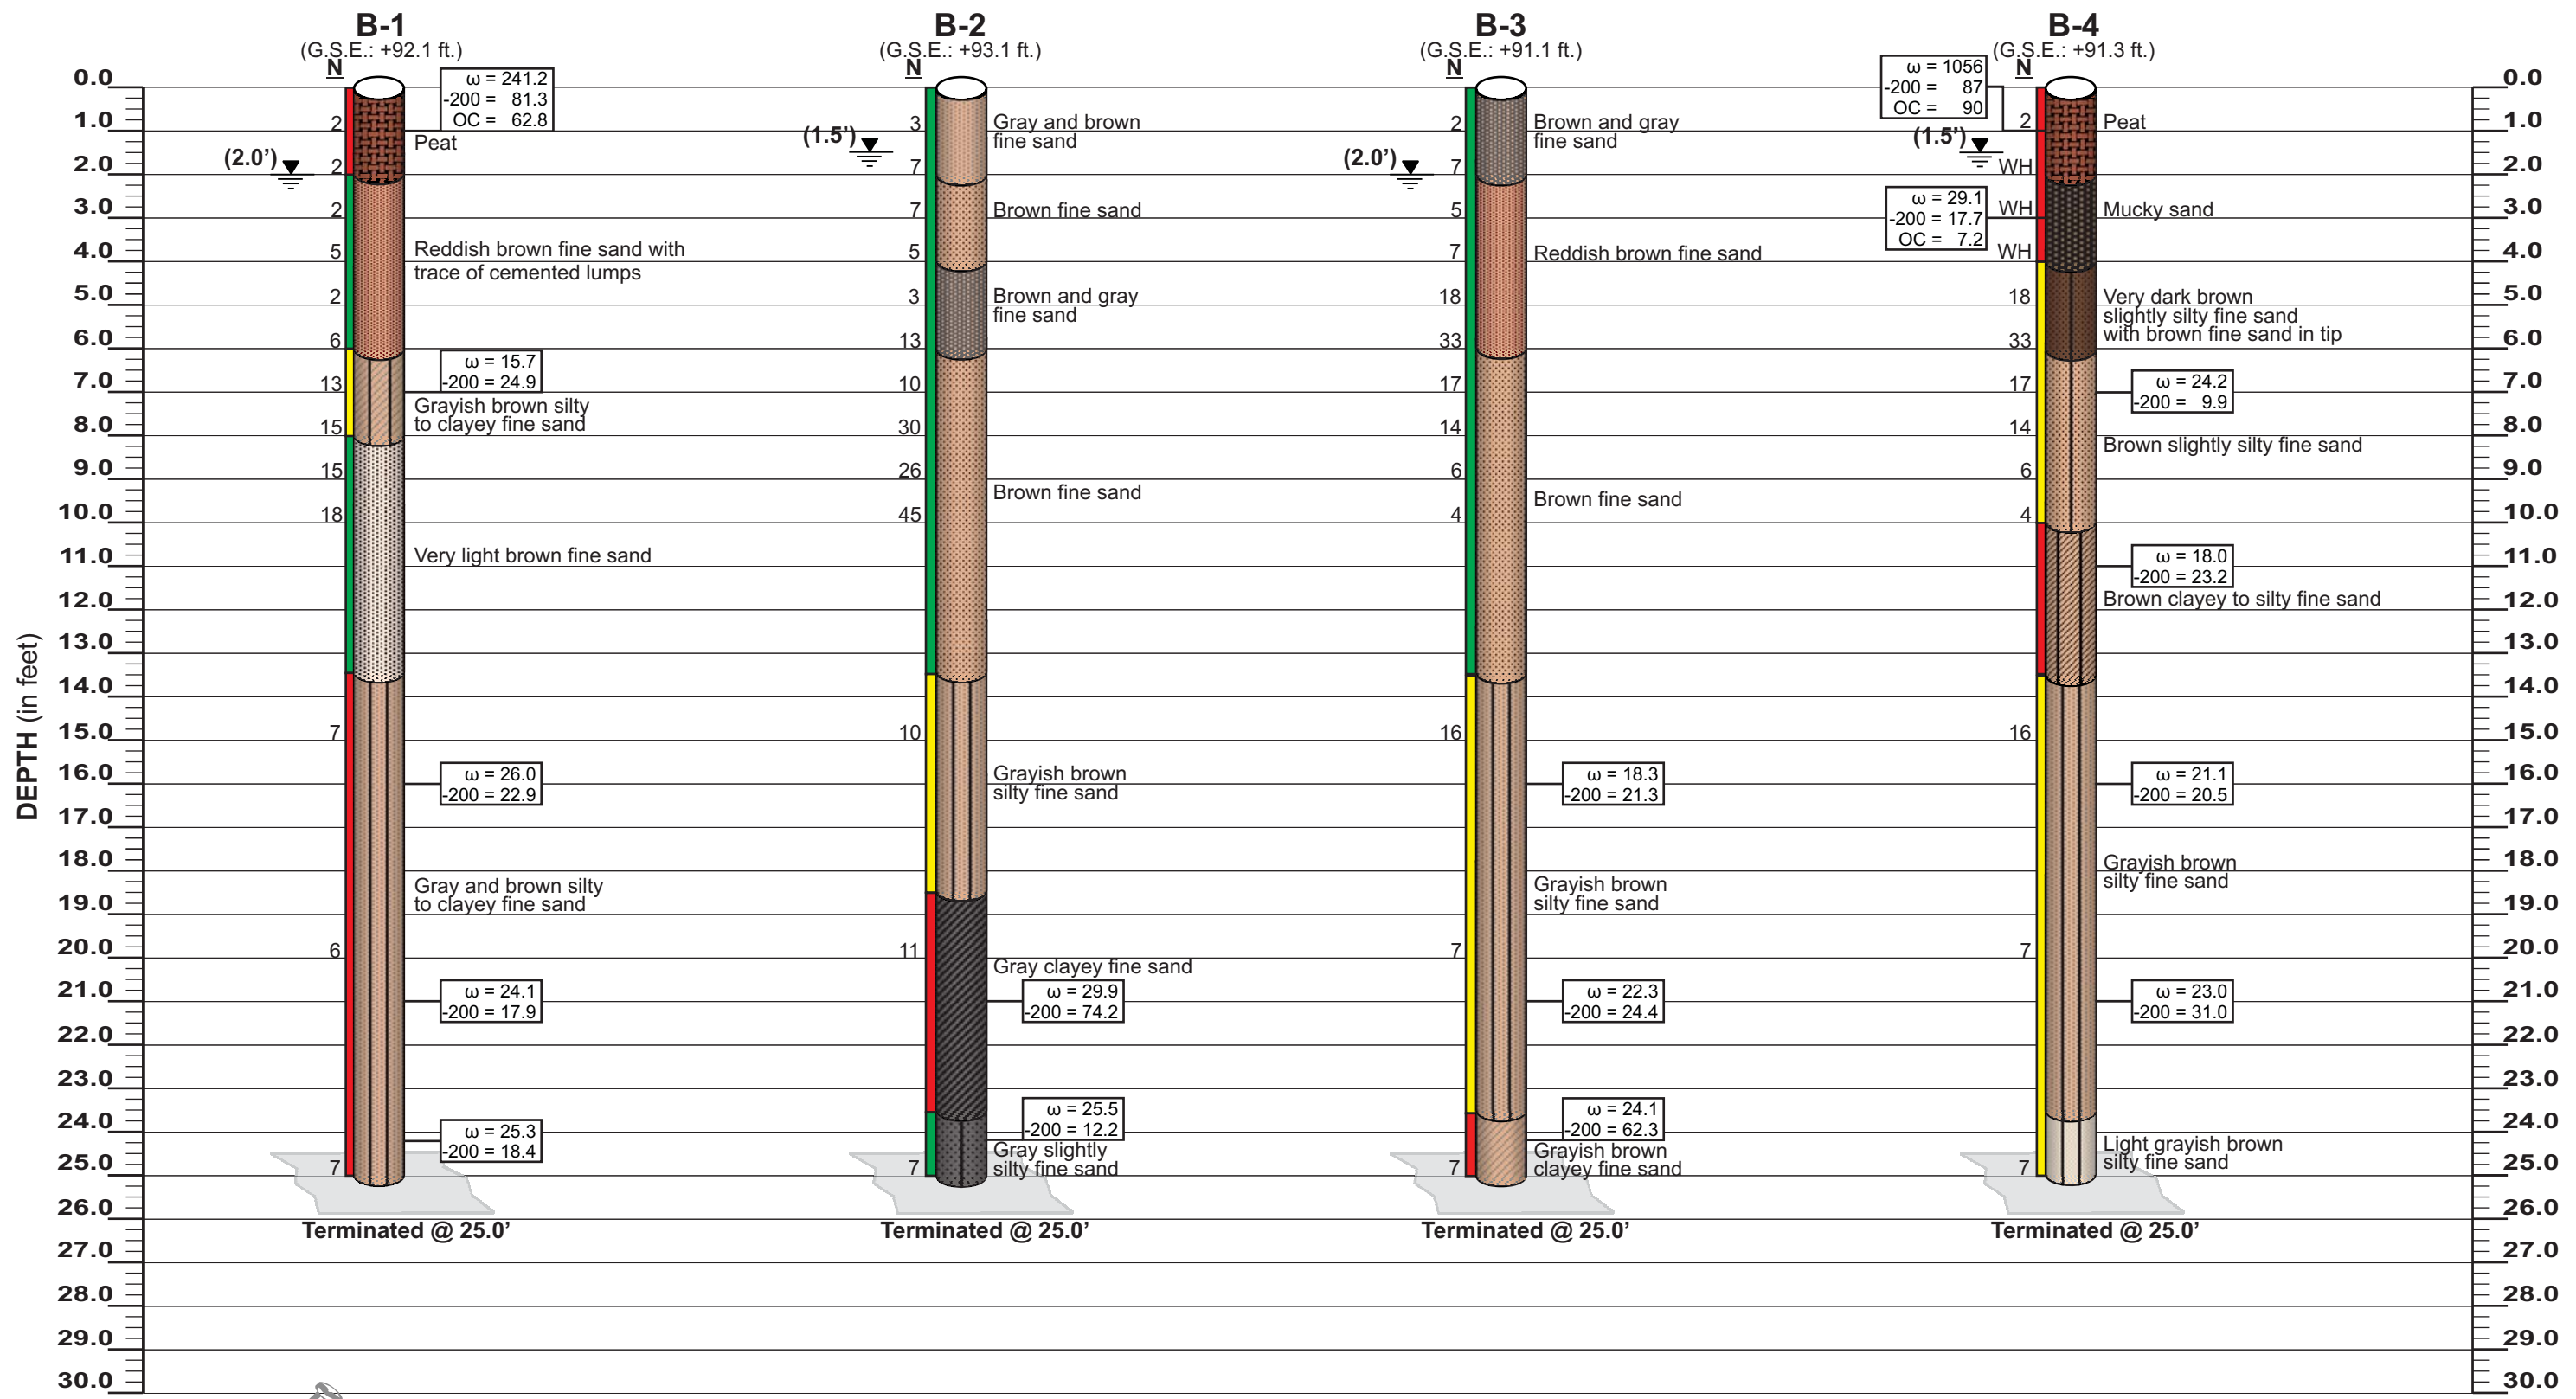 B-1
(G.S.E.: +92.1 ft.)
N
B-2
(G.S.E.: +93.1 ft.)
N
B-3
(G.S.E.: +91.1 ft.)
N
B-4
(G.S.E.: +91.3 ft.)
N
DEPTH (in feet)
0.0
1.0
2.0
3.0
4.0
5.0
6.0
7.0
8.0
9.0
10.0
11.0
12.0
13.0
14.0
15.0
16.0
17.0
18.0
19.0
20.0
21.0
22.0
23.0
24.0
25.0
26.0
27.0
28.0
29.0
30.0
(2.0’)
2
2
2
5
2
6
13
15
15
18
7
6
7
ω = 241.2
-200 = 81.3
OC = 62.8
Peat
Reddish brown fine sand with
trace of cemented lumps
ω = 15.7
-200 = 24.9
Grayish brown silty
to clayey fine sand
Very light brown fine sand
ω = 26.0
-200 = 22.9
Gray and brown silty
to clayey fine sand
ω = 24.1
-200 = 17.9
ω = 25.3
-200 = 18.4
Terminated @ 25.0’
(1.5’)
3
7
7
5
3
13
10
30
26
45
10
11
7
Gray and brown
fine sand
Brown fine sand
Brown and gray
fine sand
Brown fine sand
Grayish brown
silty fine sand
Gray clayey fine sand
ω = 29.9
-200 = 74.2
ω = 25.5
-200 = 12.2
Gray slightly
silty fine sand
Terminated @ 25.0’
(2.0’)
2
7
5
7
18
33
17
14
6
4
16
7
7
Brown and gray
fine sand
Reddish brown fine sand
Brown fine sand
ω = 18.3
-200 = 21.3
Grayish brown
silty fine sand
ω = 22.3
-200 = 24.4
ω = 24.1
-200 = 62.3
Grayish brown
clayey fine sand
Terminated @ 25.0’
ω = 1056
-200 = 87
OC = 90
(1.5’)
ω = 29.1
-200 = 17.7
OC = 7.2
2
WH
WH
WH
18
33
17
14
6
4
16
7
7
Peat
Mucky sand
Very dark brown
slightly silty fine sand
with brown fine sand in tip
ω = 24.2
-200 = 9.9
Brown slightly silty fine sand
ω = 18.0
-200 = 23.2
Brown clayey to silty fine sand
ω = 21.1
-200 = 20.5
Grayish brown
silty fine sand
ω = 23.0
-200 = 31.0
Light grayish brown
silty fine sand
Terminated @ 25.0’
0.0
1.0
2.0
3.0
4.0
5.0
6.0
7.0
8.0
9.0
10.0
11.0
12.0
13.0
14.0
15.0
16.0
17.0
18.0
19.0
20.0
21.0
22.0
23.0
24.0
25.0
26.0
27.0
28.0
29.0
30.0